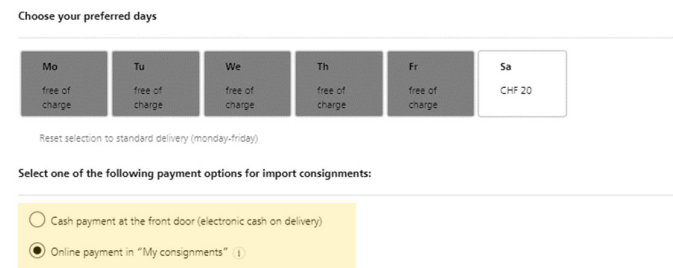 Choose your preferred days
Mo Tu We Th Fr Sa
free of free of free of free of free of CHF 20
charge charge charge charge charge
Reset selection to standard delivery (monday-friday)
Select one of the following payment options for import consignments:
Cash payment at the front door (electronic cash on delivery)
Online payment in "My consignments" i